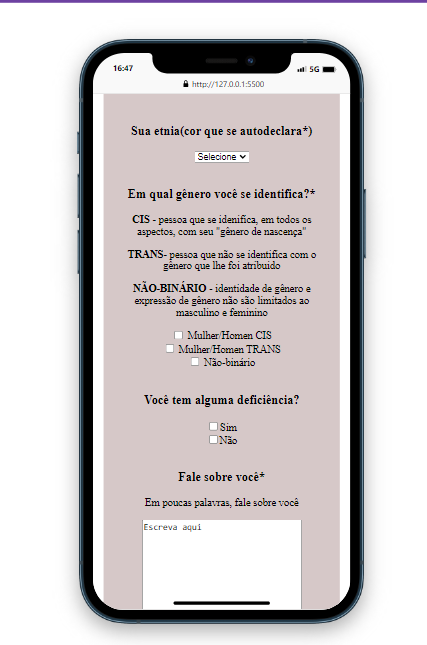 16:47
5G
http://127.0.0.1:5500
Sua etnia(cor que se autodeclara*)
Selecione
Em qual gênero você se identifica?*
CIS - pessoa que se idenifica, em todos os
aspectos, com seu "gênero de nascença"
TRANS- pessoa que não se identifica com o
gênero que lhe foi atribuido
NÃO-BINÁRIO - identidade de gênero e
expressão de gênero não são limitados ao
masculino e feminino
Mulher/Homen CIS
Mulher/Homen TRANS
Não-binário
Você tem alguma deficiência?
Sim
Não
Fale sobre você*
Em poucas palavras, fale sobre você
Escreva aqui